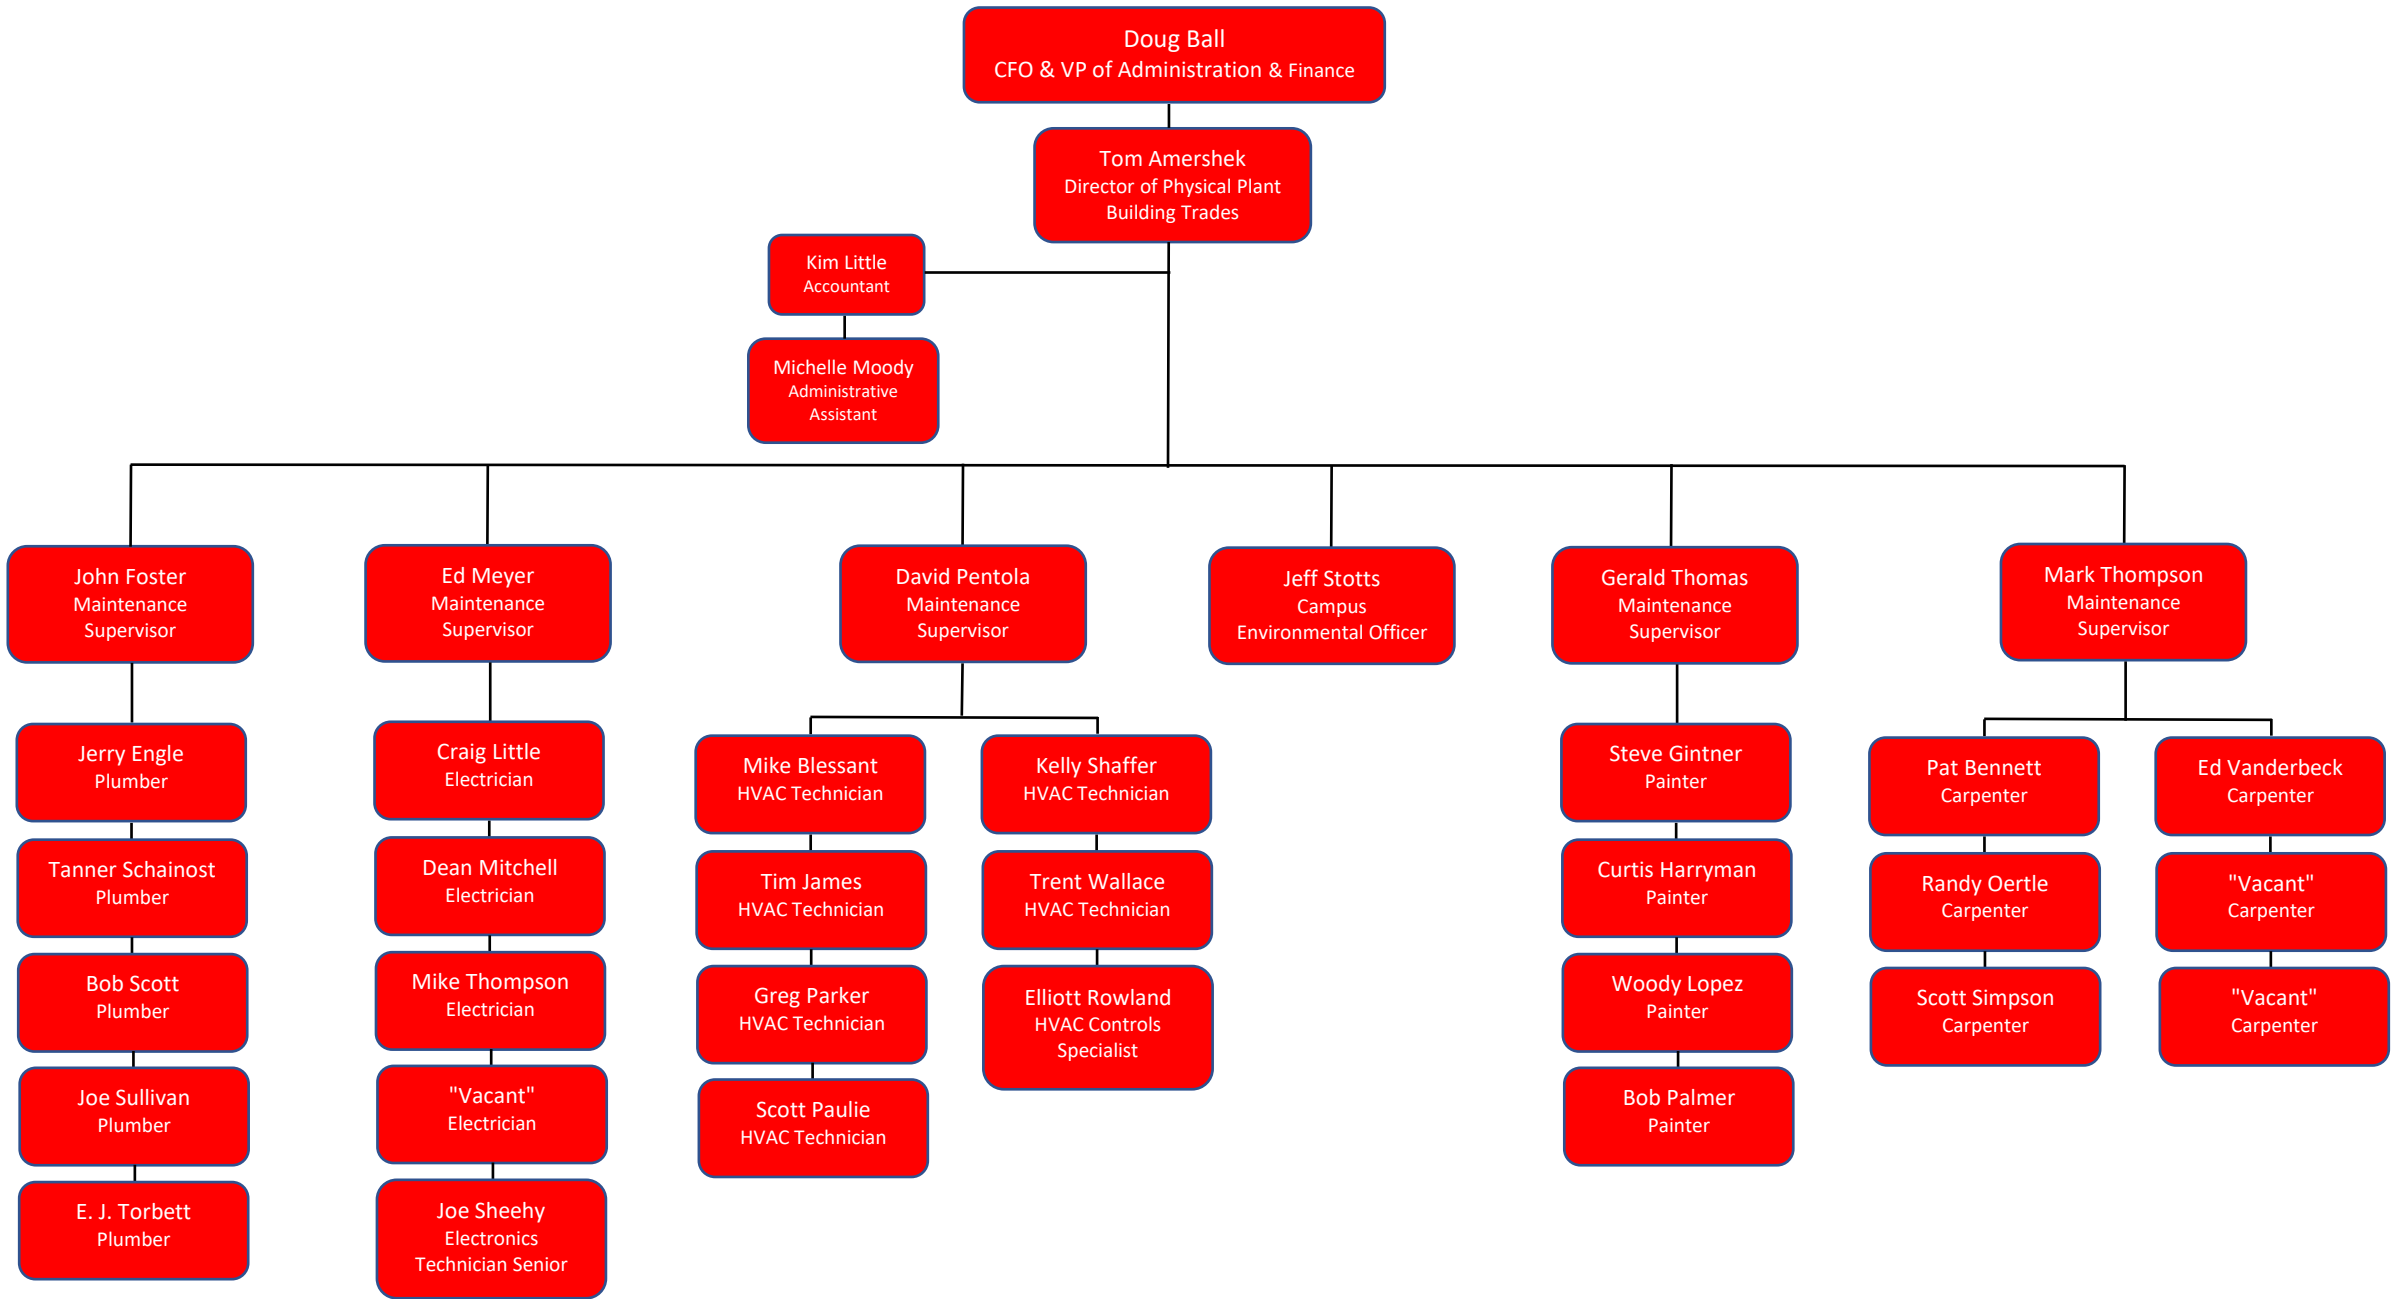 Doug Ball
CFO & VP of Administration & Finance
Tom Amershek
Director of Physical Plant
Building Trades
Kim Little
Accountant
Michelle Moody
Administrative
Assistant
John Foster
Maintenance
Supervisor
Ed Meyer
Maintenance
Supervisor
David Pentola
Maintenance
Supervisor
Jeff Stotts
Campus
Environmental Officer
Gerald Thomas
Maintenance
Supervisor
Mark Thompson
Maintenance
Supervisor
Jerry Engle
Plumber
Tanner Schainost
Plumber
Bob Scott
Plumber
Joe Sullivan
Plumber
E. J. Torbett
Plumber
Craig Little
Electrician
Dean Mitchell
Electrician
Mike Thompson
Electrician
"Vacant"
Electrician
Joe Sheehy
Electronics
Technician Senior
Mike Blessant
HVAC Technician
Tim James
HVAC Technician
Greg Parker
HVAC Technician
Scott Paulie
HVAC Technician
Kelly Shaffer
HVAC Technician
Trent Wallace
HVAC Technician
Elliott Rowland
HVAC Controls
Specialist
Steve Gintner
Painter
Curtis Harryman
Painter
Woody Lopez
Painter
Bob Palmer
Painter
Pat Bennett
Carpenter
Randy Oertle
Carpenter
Scott Simpson
Carpenter
Ed Vanderbeck
Carpenter
"Vacant"
Carpenter
"Vacant"
Carpenter